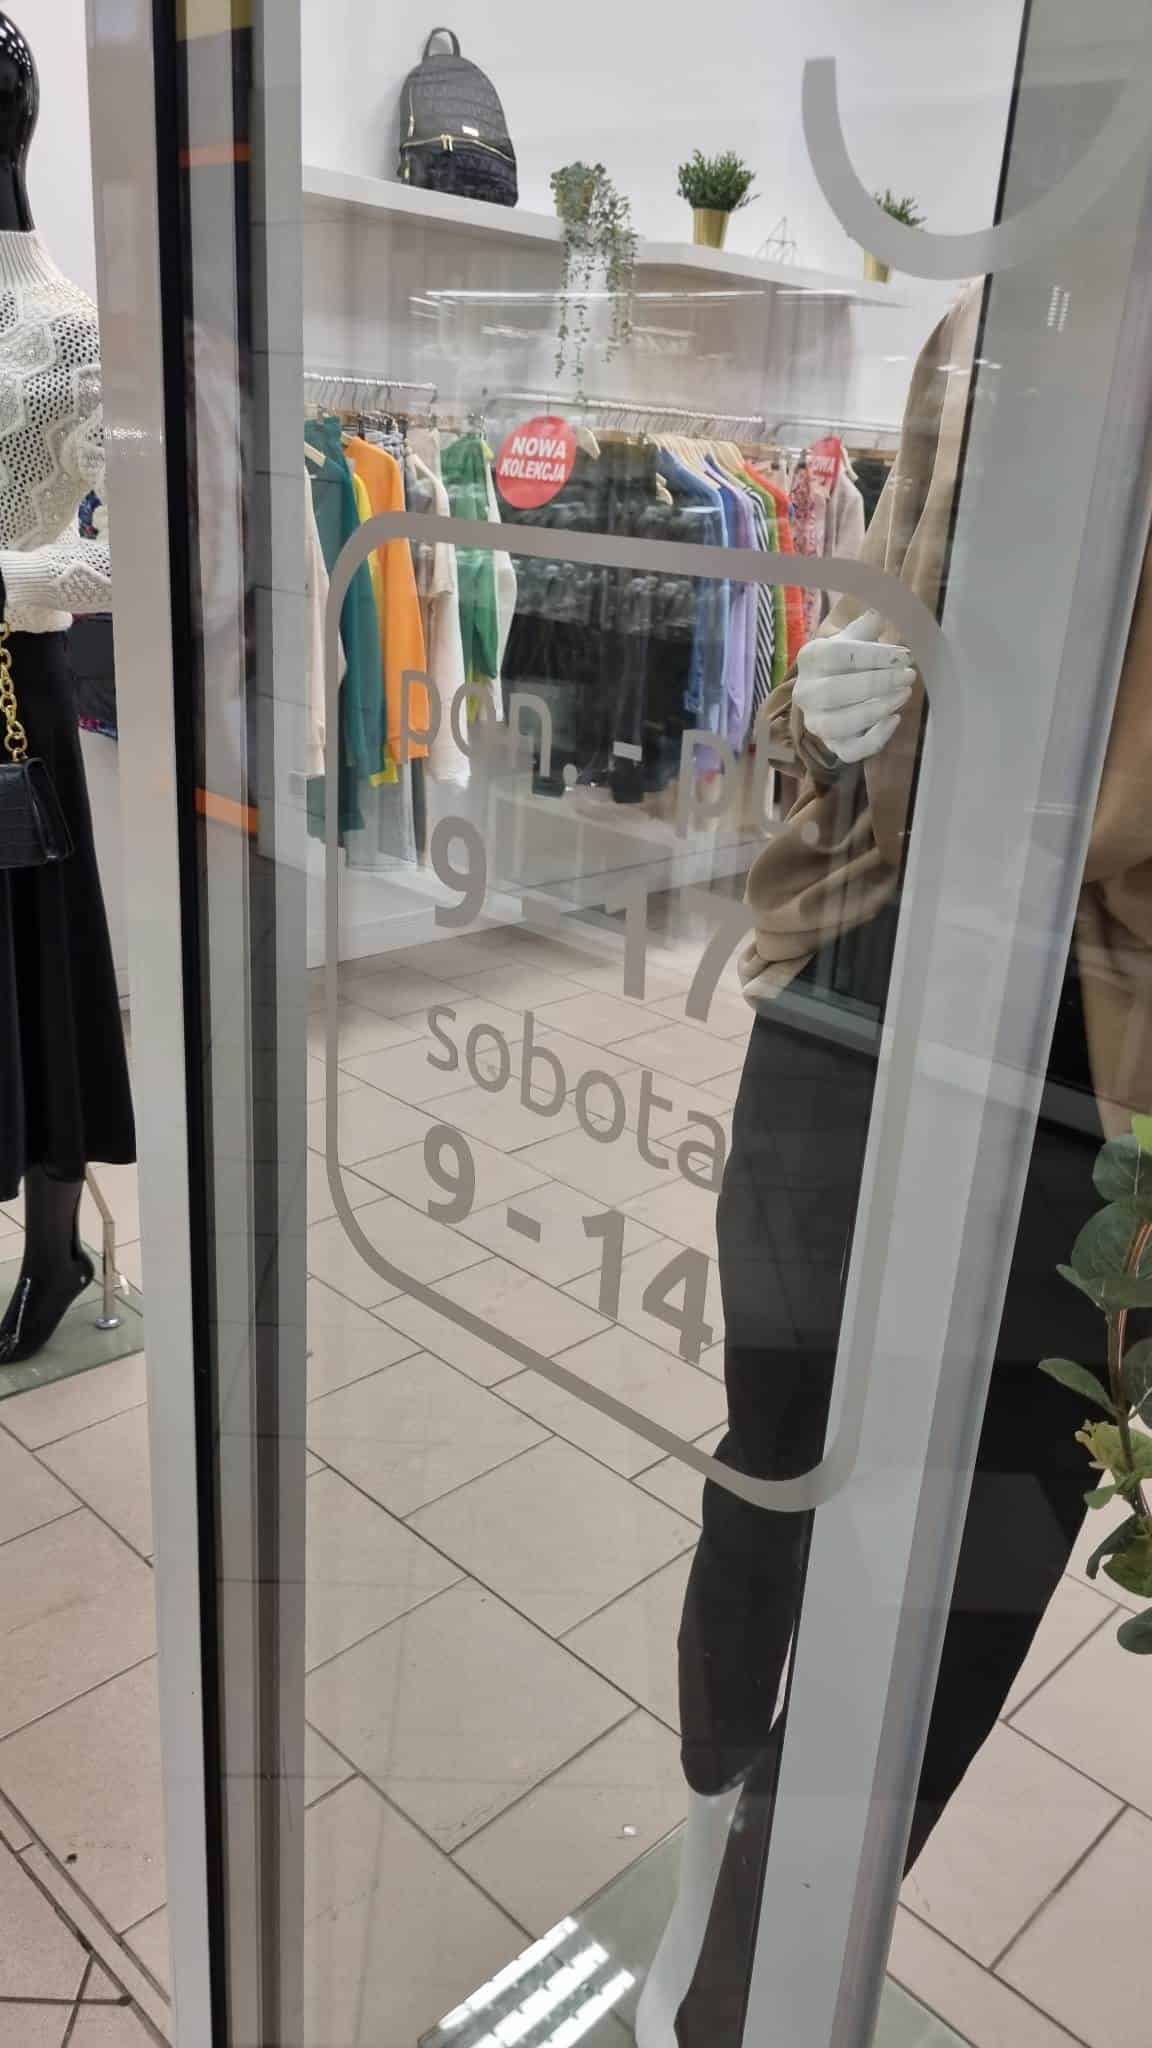 NOWA
KOLEKCJA
pon. - pt.
9 - 17
sobota
9 - 14